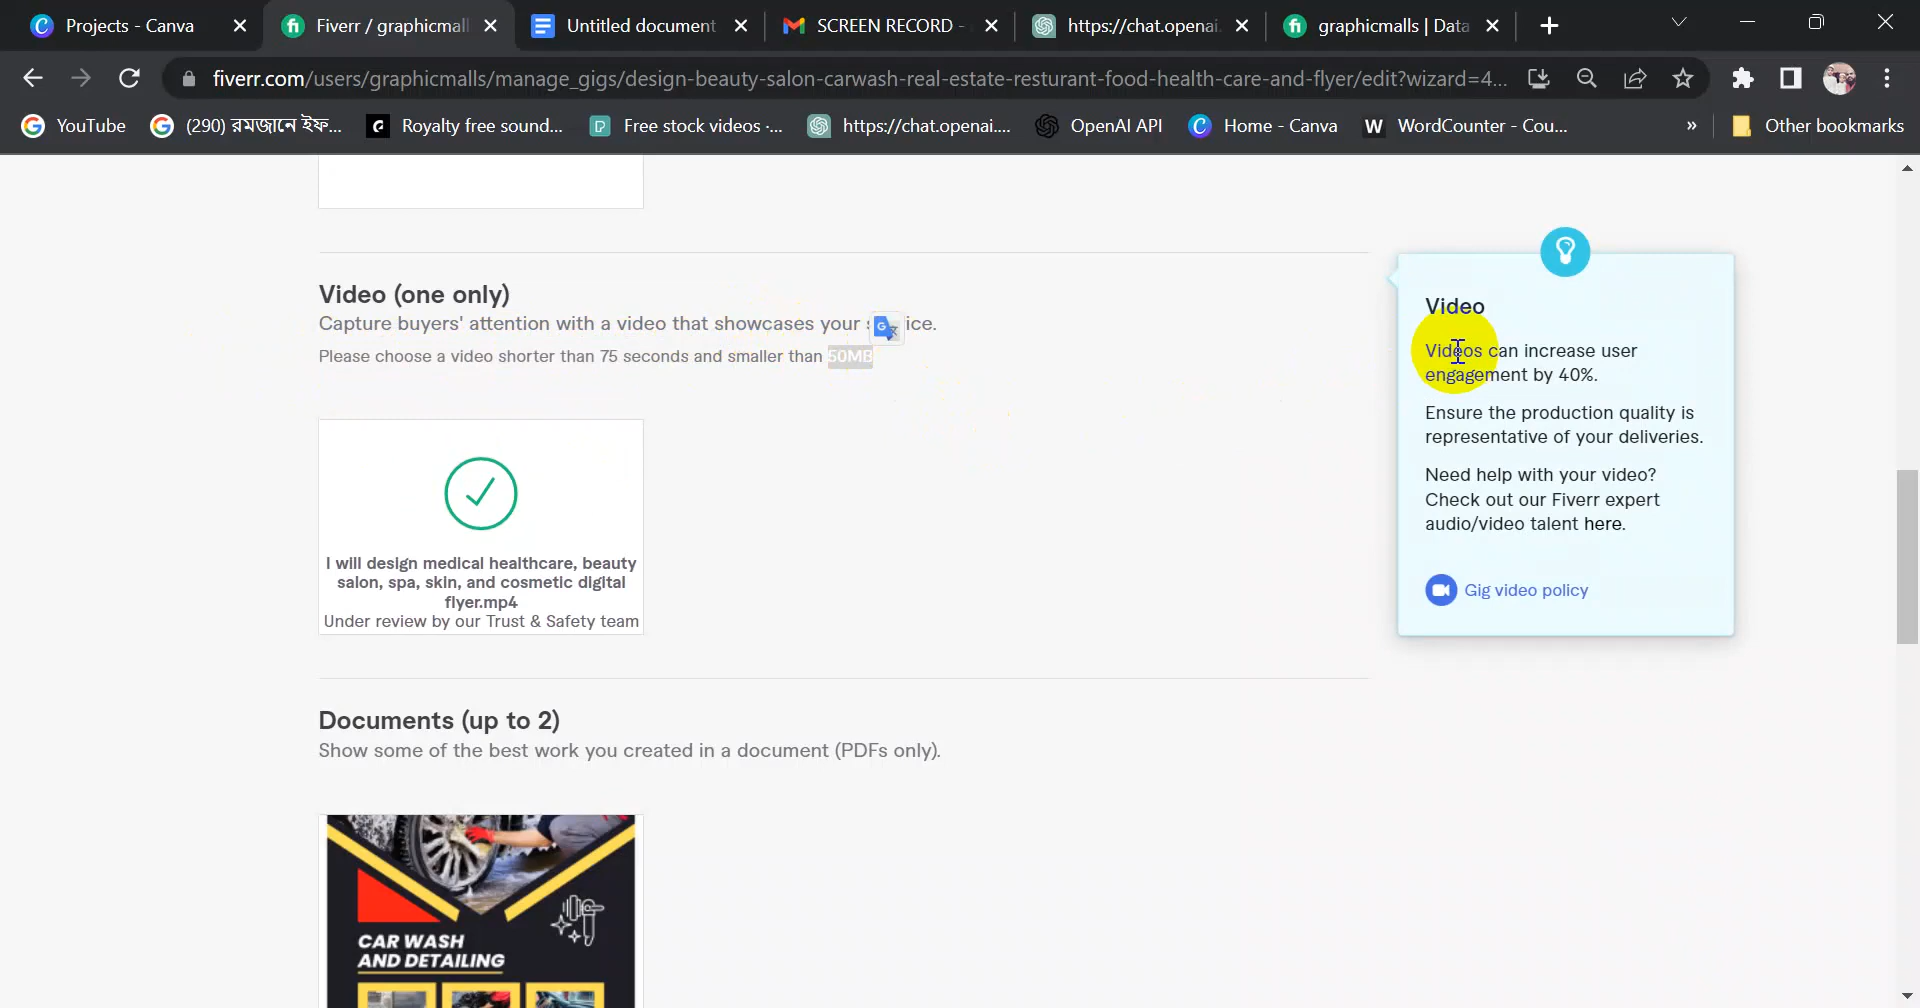 Projects - Canva
Fiverr / graphicmall
Untitled document
SCREEN RECORD -
https://chat.openai.
graphicmalls | Data
fiverr.com/users/graphicmalls/manage_gigs/design-beauty-salon-carwash-real-estate-resturant-food-health-care-and-flyer/edit?wizard=4...
YouTube
(290) রমজানে ইফ...
Royalty free sound...
Free stock videos ·...
https://chat.openai....
OpenAI API
Home - Canva
WordCounter - Cou...
»
Other bookmarks
Video (one only)
Capture buyers' attention with a video that showcases your s ice.
Please choose a video shorter than 75 seconds and smaller than 50MB
I will design medical healthcare, beauty
salon, spa, skin, and cosmetic digital
flyer.mp4
Under review by our Trust & Safety team
Video
Videos can increase user
engagement by 40%.
Ensure the production quality is
representative of your deliveries.
Need help with your video?
Check out our Fiverr expert
audio/video talent here.
Gig video policy
Documents (up to 2)
Show some of the best work you created in a document (PDFs only).
CAR WASH
AND DETAILING